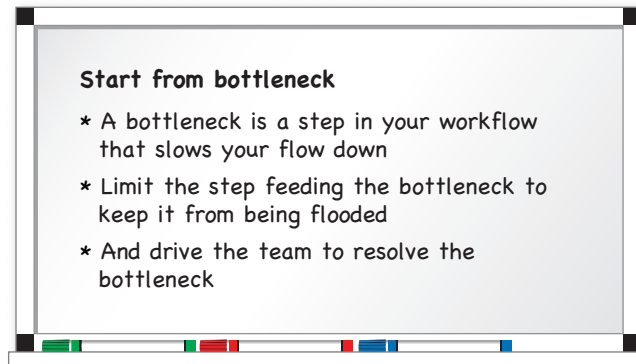 Start from bottleneck
* A bottleneck is a step in your workflow
that slows your flow down
* Limit the step feeding the bottleneck to
keep it from being flooded
* And drive the team to resolve the
bottleneck